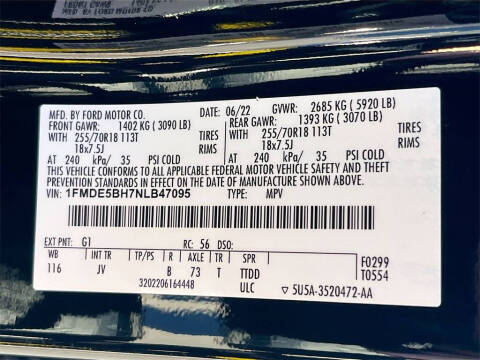 MFD. BY FORD MOTOR CO.
DATE: 06/22 GVWR: 2685 KG ( 5920 LB)
FRONT GAWR: 1402 KG ( 3090 LB) REAR GAWR: 1393 KG ( 3070 LB)
WITH 255/70R18 113T TIRES WITH 255/70R18 113T TIRES
18x7.5J RIMS 18x7.5J RIMS
AT 240 kPa/ 35 PSI COLD AT 240 kPa/ 35 PSI COLD
THIS VEHICLE CONFORMS TO ALL APPLICABLE FEDERAL MOTOR VEHICLE SAFETY
AND THEFT PREVENTION STANDARDS IN EFFECT ON THE DATE OF MANUFACTURE SHOWN ABOVE.
VIN: 1FMDE5BH7NLB47095 TYPE: MPV
EXT PNT: G1 RC: 56 DSO: F0299
WB JV TP/PS R AXLE TR SPR T0554
116 B 73 T TTDD
3202206164448 ULC ▽ 5U5A-3520472-AA